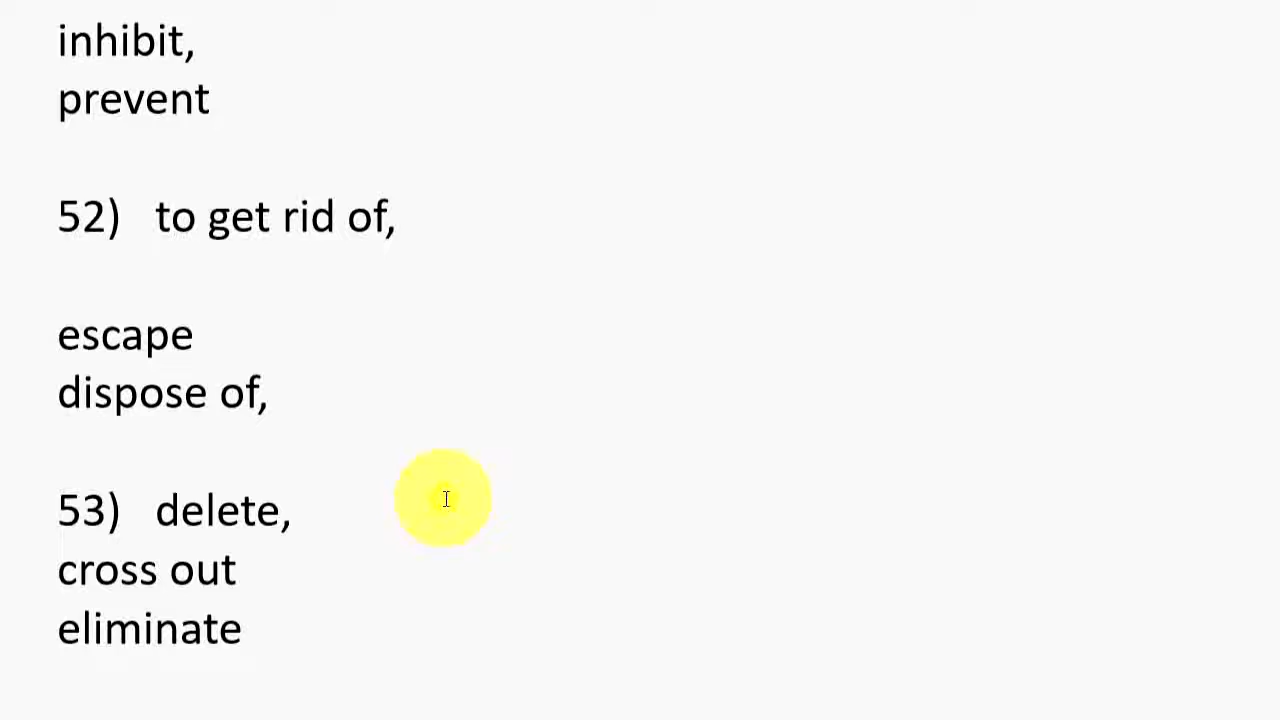 inhibit,
prevent
52) to get rid of,
escape
dispose of,
53) delete,
cross out
eliminate